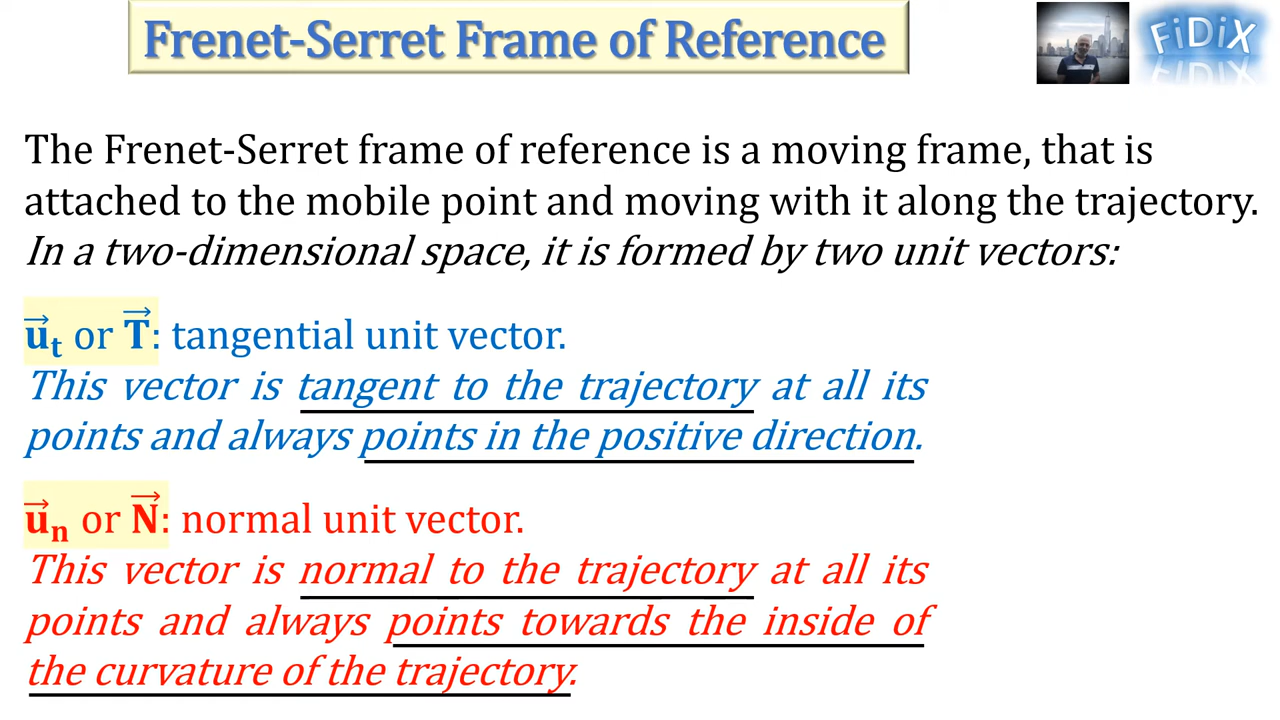 Frenet-Serret Frame of Reference
FiDiX
The Frenet-Serret frame of reference is a moving frame, that is
attached to the mobile point and moving with it along the trajectory.
In a two-dimensional space, it is formed by two unit vectors:
u⃗ₜ or T⃗: tangential unit vector.
This vector is tangent to the trajectory at all its
points and always points in the positive direction.
u⃗ₙ or N⃗: normal unit vector.
This vector is normal to the trajectory at all its
points and always points towards the inside of
the curvature of the trajectory.